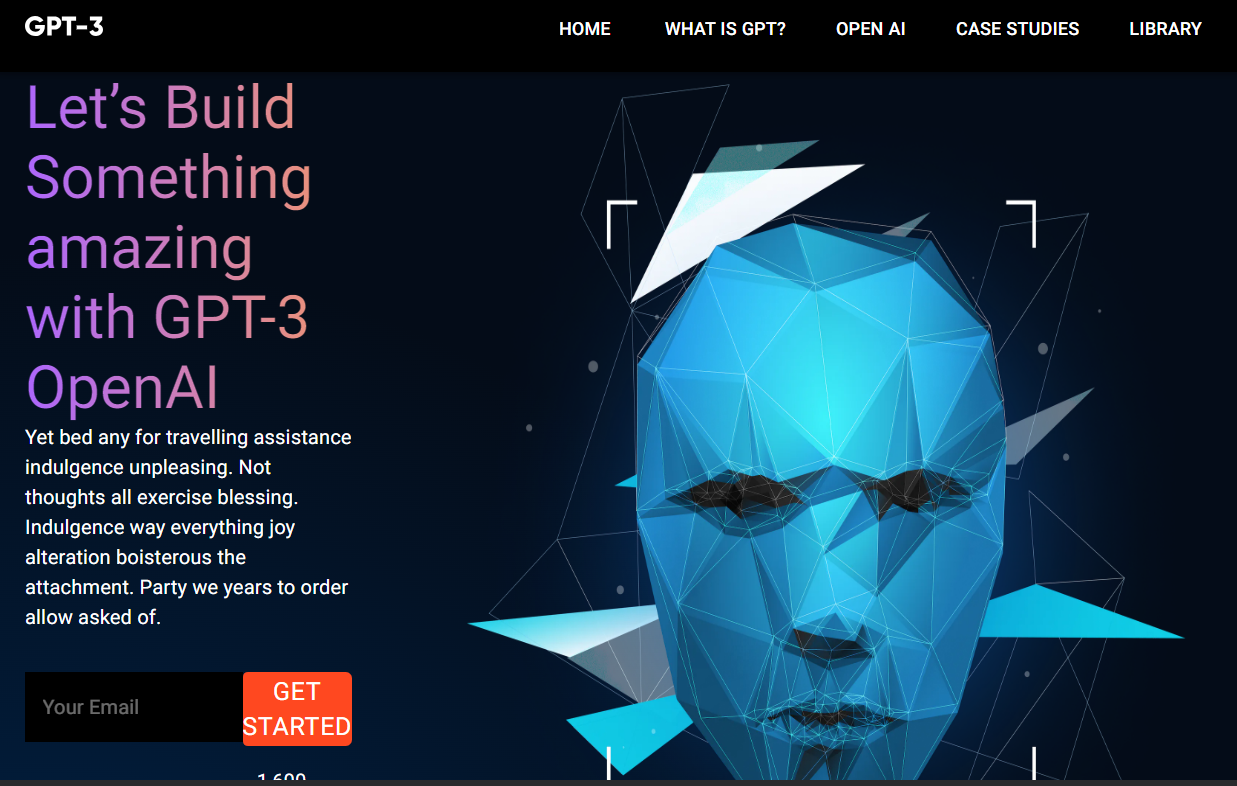 GPT-3
HOME WHAT IS GPT? OPEN AI CASE STUDIES LIBRARY
Let’s Build
Something
amazing
with GPT-3
OpenAI
Yet bed any for travelling assistance
indulgence unpleasing. Not
thoughts all exercise blessing.
Indulgence way everything joy
alteration boisterous the
attachment. Party we years to order
allow asked of.
Your Email
GET
STARTED
1,600